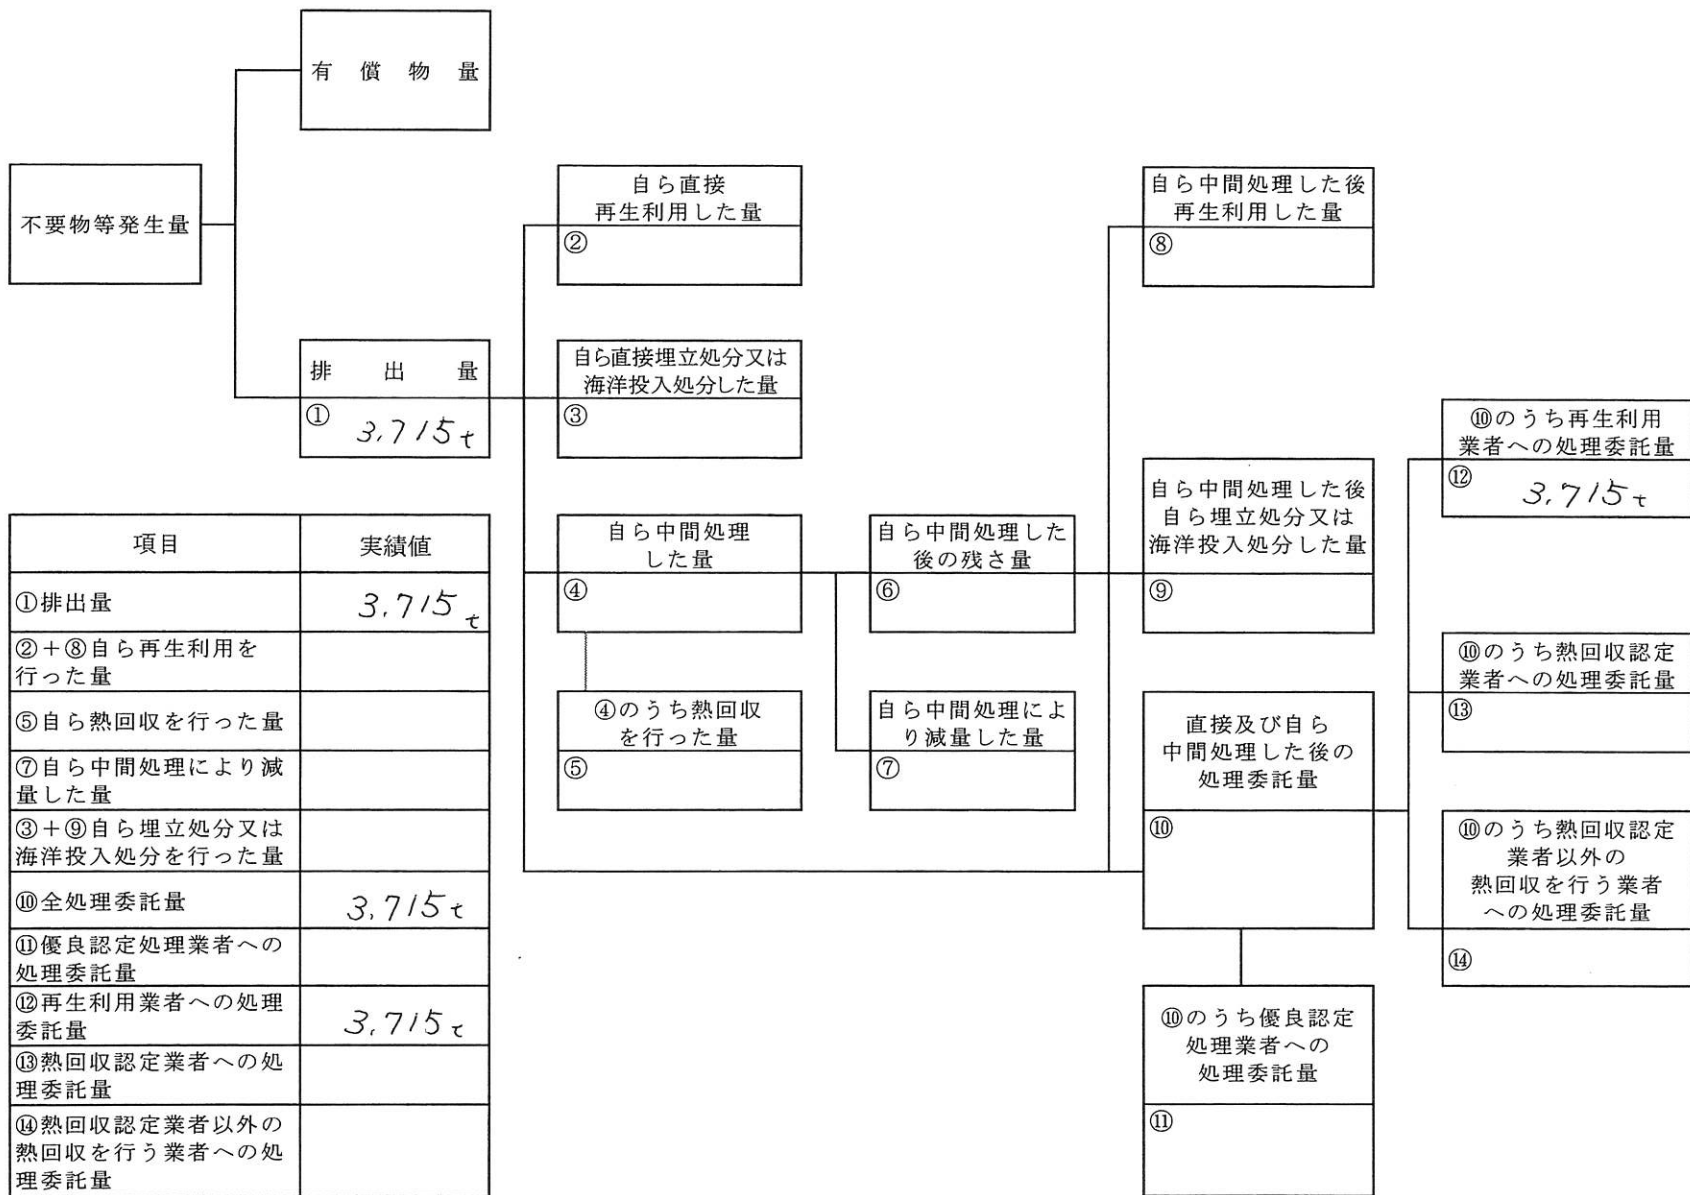 有償物量
不要物等発生量
排出量
① 3.715t
自ら直接
再生利用した量
②
自ら直接埋立処分又は
海洋投入処分した量
③
自ら中間処理
した量
④
④のうち熱回収
を行った量
⑤
自ら中間処理した
後の残さ量
⑥
自ら中間処理によ
り減量した量
⑦
自ら中間処理した後
再生利用した量
⑧
自ら中間処理した後
自ら埋立処分又は
海洋投入処分した量
⑨
直接及び自ら
中間処理した後の
処理委託量
⑩
⑩のうち優良認定
処理業者への
処理委託量
⑪
⑩のうち再生利用
業者への処理委託量
⑫ 3.715t
⑩のうち熱回収認定
業者への処理委託量
⑬
⑩のうち熱回収認定
業者以外の
熱回収を行う業者
への処理委託量
⑭
項目 実績値
①排出量 3.715t
②+⑧自ら再生利用を
行った量
⑤自ら熱回収を行った量
⑦自ら中間処理により減
量した量
③+⑨自ら埋立処分又は
海洋投入処分を行った量
⑩全処理委託量 3.715t
⑪優良認定処理業者への
処理委託量
⑫再生利用業者への処理
委託量 3.715t
⑬熱回収認定業者への処
理委託量
⑭熱回収認定業者以外の
熱回収を行う業者への処
理委託量